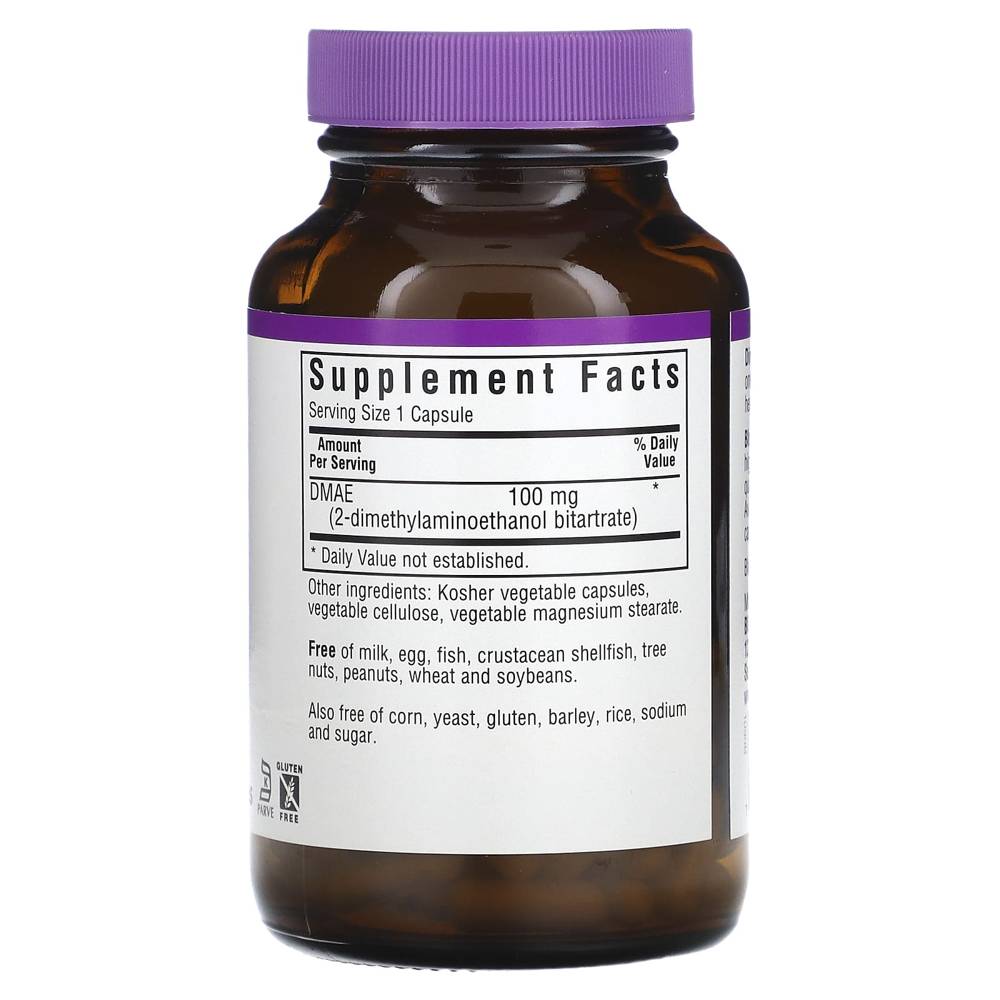 Supplement Facts
Serving Size 1 Capsule
Amount
Per Serving
% Daily
Value
DMAE 100 mg *
(2-dimethylaminoethanol bitartrate)
* Daily Value not established.
Other ingredients: Kosher vegetable capsules,
vegetable cellulose, vegetable magnesium stearate.
Free of milk, egg, fish, crustacean shellfish, tree
nuts, peanuts, wheat and soybeans.
Also free of corn, yeast, gluten, barley, rice, sodium
and sugar.
PARVE
GLUTEN
FREE